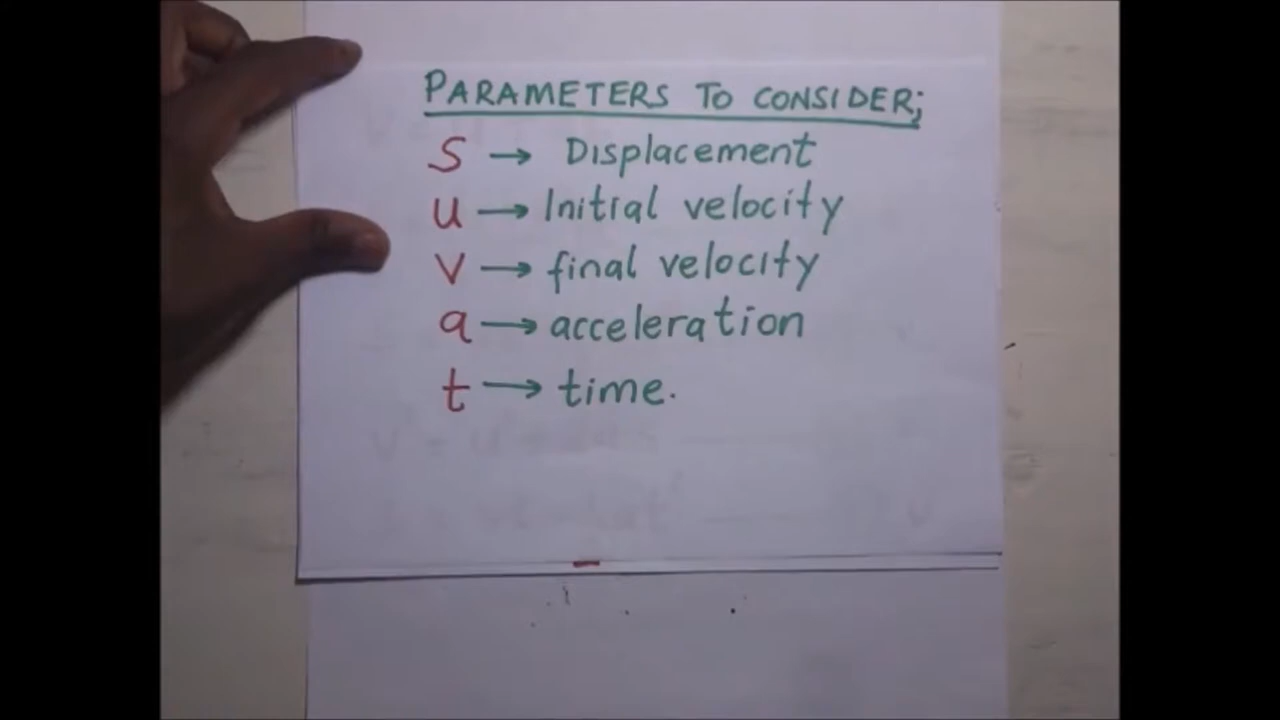 PARAMETERS TO CONSIDER;
S → Displacement
u → Initial velocity
v → final velocity
a → acceleration
t → time.